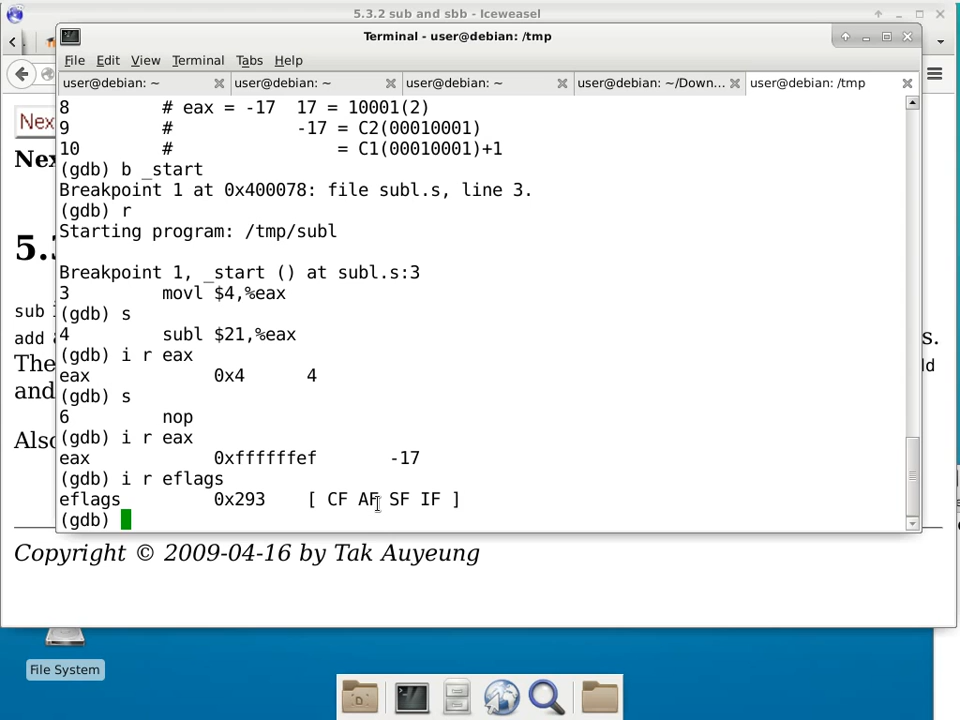 5.3.2 sub and sbb - Iceweasel
Terminal - user@debian: /tmp
File Edit View Terminal Tabs Help
user@debian: ~ user@debian: ~ user@debian: ~ user@debian: ~/Down... user@debian: /tmp
8 # eax = -17 17 = 10001(2)
9 # -17 = C2(00010001)
10 # = C1(00010001)+1
(gdb) b _start
Breakpoint 1 at 0x400078: file subl.s, line 3.
(gdb) r
Starting program: /tmp/subl
Breakpoint 1, _start () at subl.s:3
3 movl $4,%eax
(gdb) s
4 subl $21,%eax
(gdb) i r eax
eax 0x4 4
(gdb) s
6 nop
(gdb) i r eax
eax 0xffffffef -17
(gdb) i r eflags
eflags 0x293 [ CF AF SF IF ]
(gdb)
Nex
Nex
5.
sub
add s.
The ld
and
Also
Copyright © 2009-04-16 by Tak Auyeung
File System